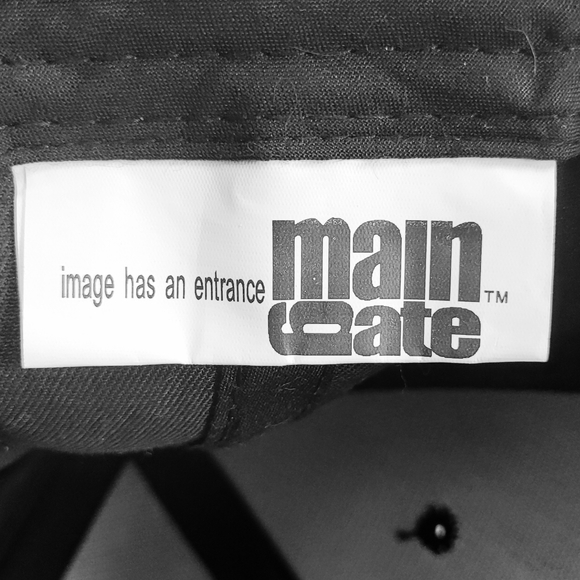 image has an entrance
main
gate
TM